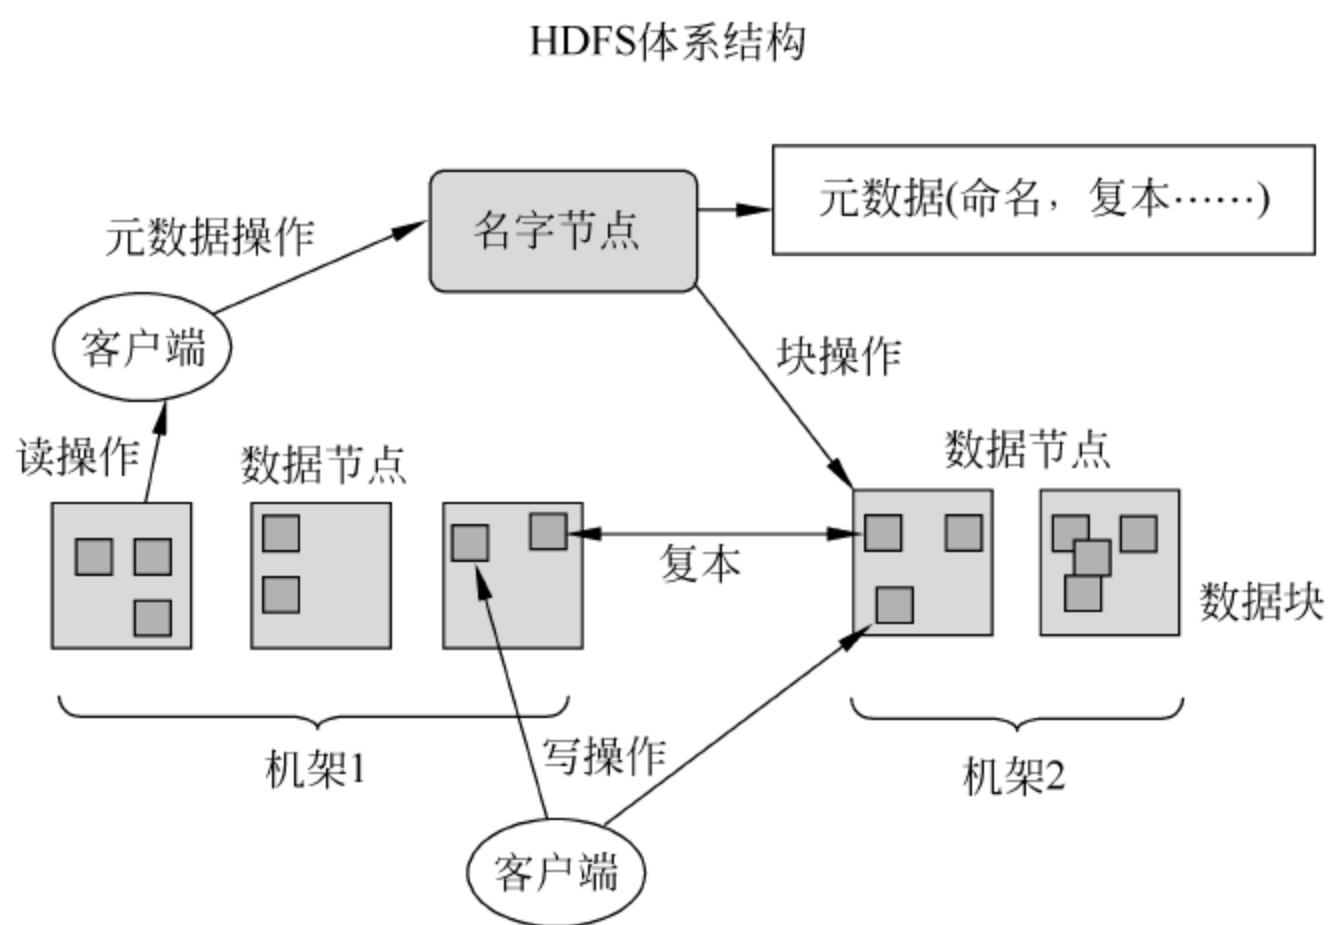 HDFS体系结构
元数据(命名，复本……)
名字节点
元数据操作
客户端
块操作
读操作
数据节点
数据节点
复本
数据块
机架1
写操作
机架2
客户端